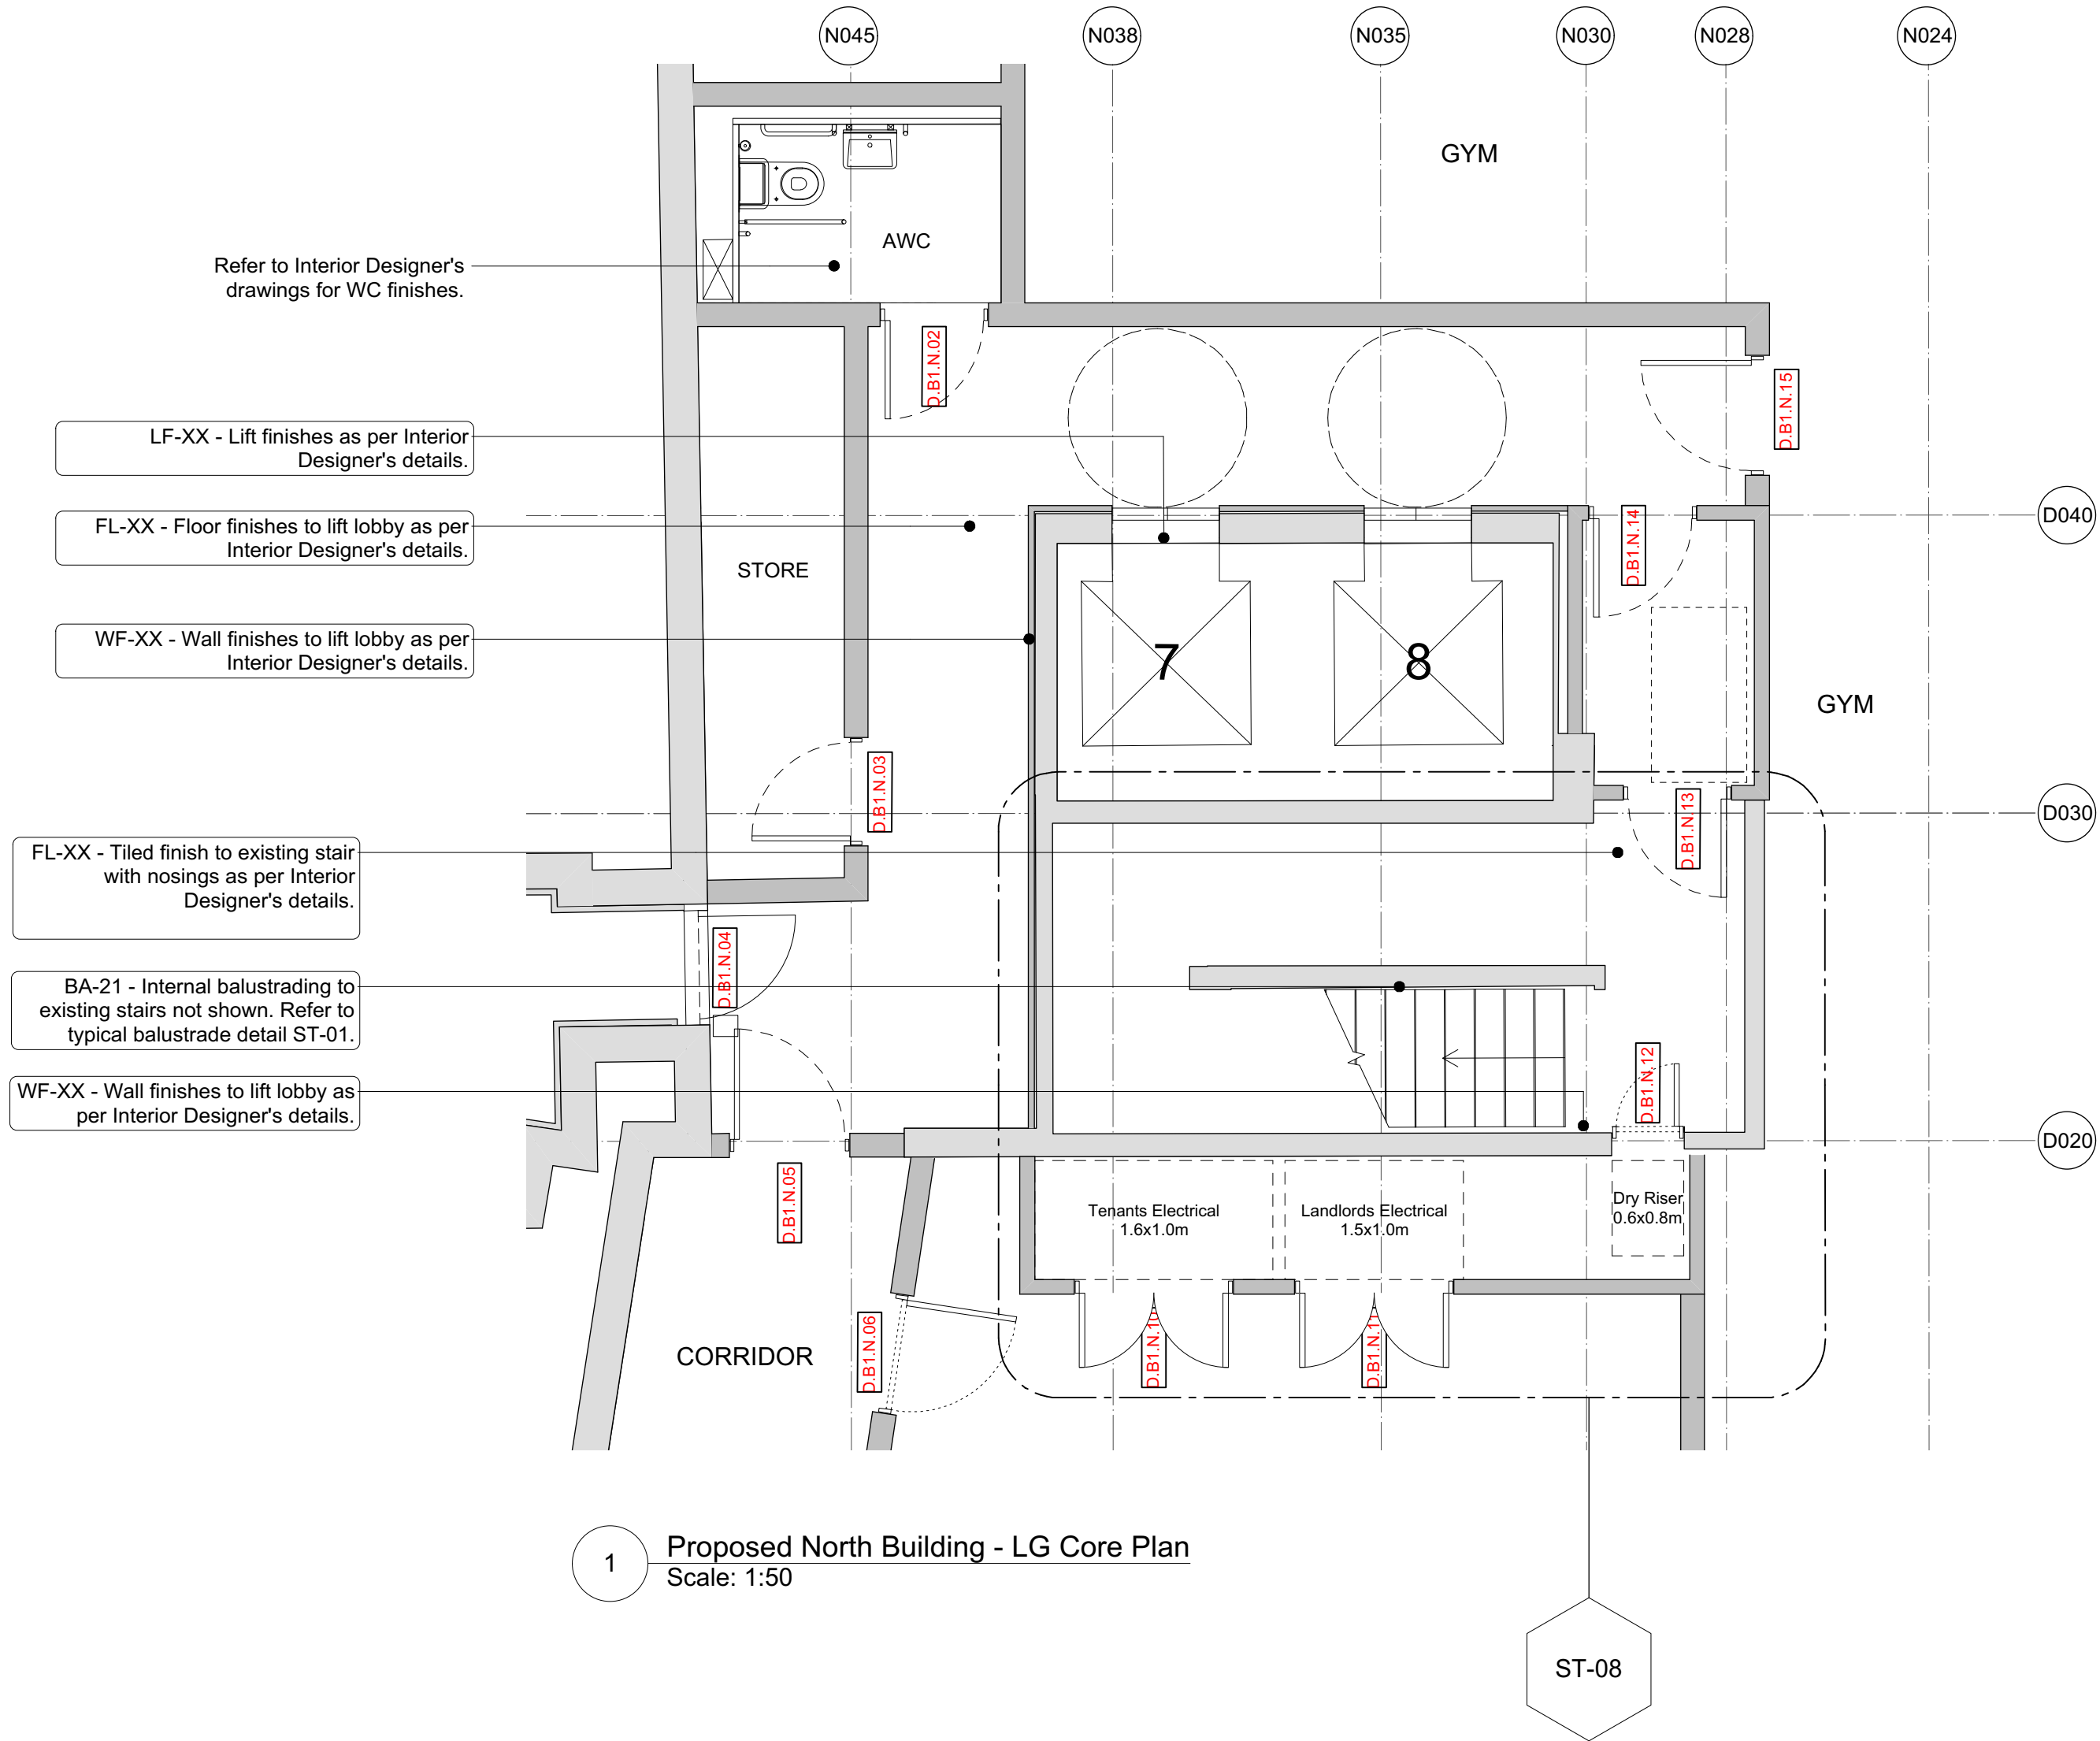 N045
N038
N035
N030
N028
N024
GYM
AWC
Refer to Interior Designer's
drawings for WC finishes.
D.B1.N.02
D.B1.N.15
LF-XX - Lift finishes as per Interior
Designer's details.
FL-XX - Floor finishes to lift lobby as per
Interior Designer's details.
D040
D.B1.N.14
STORE
WF-XX - Wall finishes to lift lobby as per
Interior Designer's details.
7
8
GYM
D.B1.N.03
D.B1.N.13
D030
FL-XX - Tiled finish to existing stair
with nosings as per Interior
Designer's details.
D.B1.N.04
BA-21 - Internal balustrading to
existing stairs not shown. Refer to
typical balustrade detail ST-01.
D.B1.N.12
WF-XX - Wall finishes to lift lobby as
per Interior Designer's details.
D020
D.B1.N.05
Tenants Electrical
1.6x1.0m
Landlords Electrical
1.5x1.0m
Dry Riser
0.6x0.8m
CORRIDOR
D.B1.N.06
D.B1.N.10
D.B1.N.11
1
Proposed North Building - LG Core Plan
Scale: 1:50
ST-08